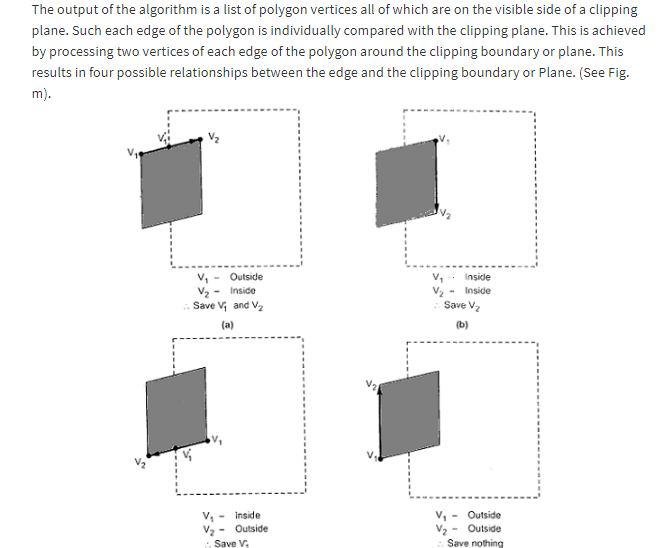 The output of the algorithm is a list of polygon vertices all of which are on the visible side of a clipping
plane. Such each edge of the polygon is individually compared with the clipping plane. This is achieved
by processing two vertices of each edge of the polygon around the clipping boundary or plane. This
results in four possible relationships between the edge and the clipping boundary or Plane. (See Fig.
m).
V₁ V₁' V₂
V₁
V₂
V₁ - Outside
V₂ - Inside
∴ Save V₁' and V₂
(a)
V₁ - Inside
V₂ - Inside
∴ Save V₂
(b)
V₁
V₂ V₁'
V₂
V₁
V₁ - Inside
V₂ - Outside
∴ Save V₁'
V₁ - Outside
V₂ - Outside
∴ Save nothing